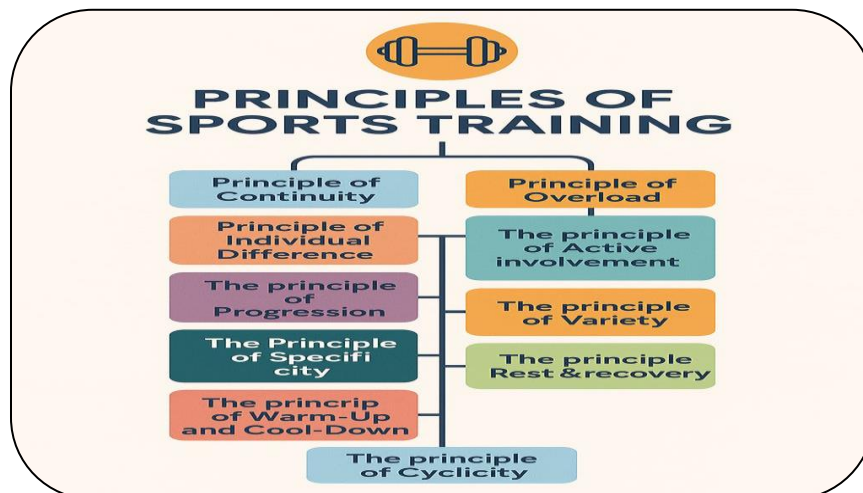 PRINCIPLES OF
SPORTS TRAINING
Principle of
Continuity
Principle of
Overload
Principle of
Individual
Difference
The principle
of Active
involvement
The principle
of
Progression
The principle
of Variety
The Principle
of Specifi
city
The principle
Rest &recovery
The princrip
of Warm-Up
and Cool-Down
The principle
of Cyclicity